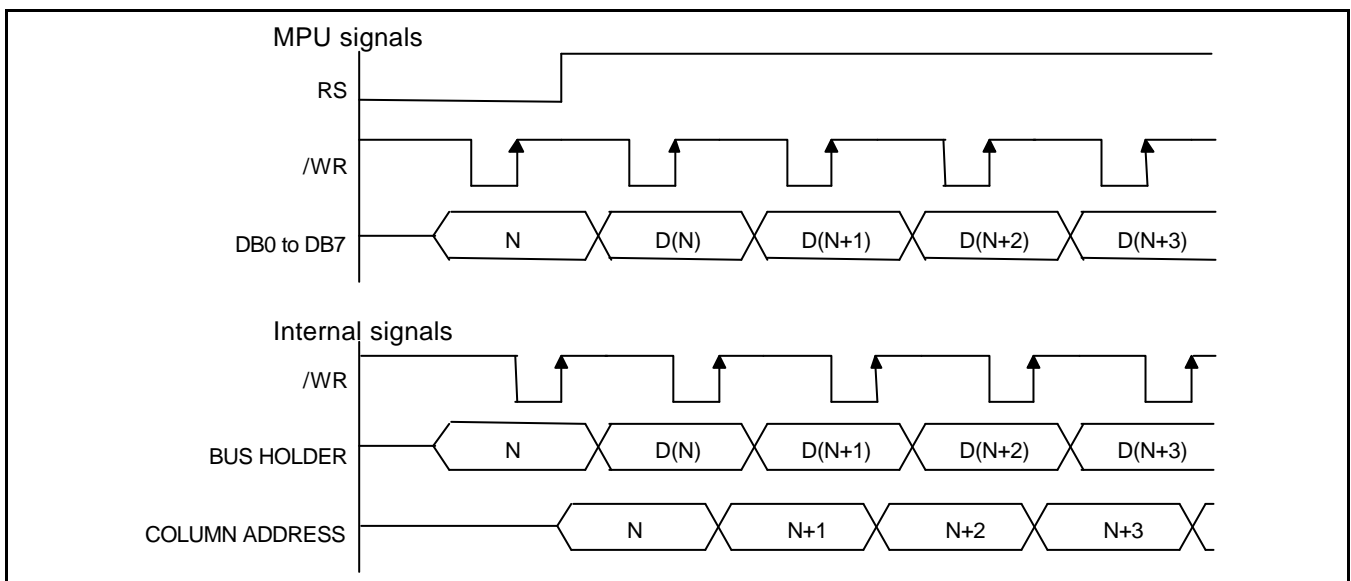 MPU signals
RS
/WR
DB0 to DB7
N D(N) D(N+1) D(N+2) D(N+3)
Internal signals
/WR
BUS HOLDER
N D(N) D(N+1) D(N+2) D(N+3)
COLUMN ADDRESS
N N+1 N+2 N+3